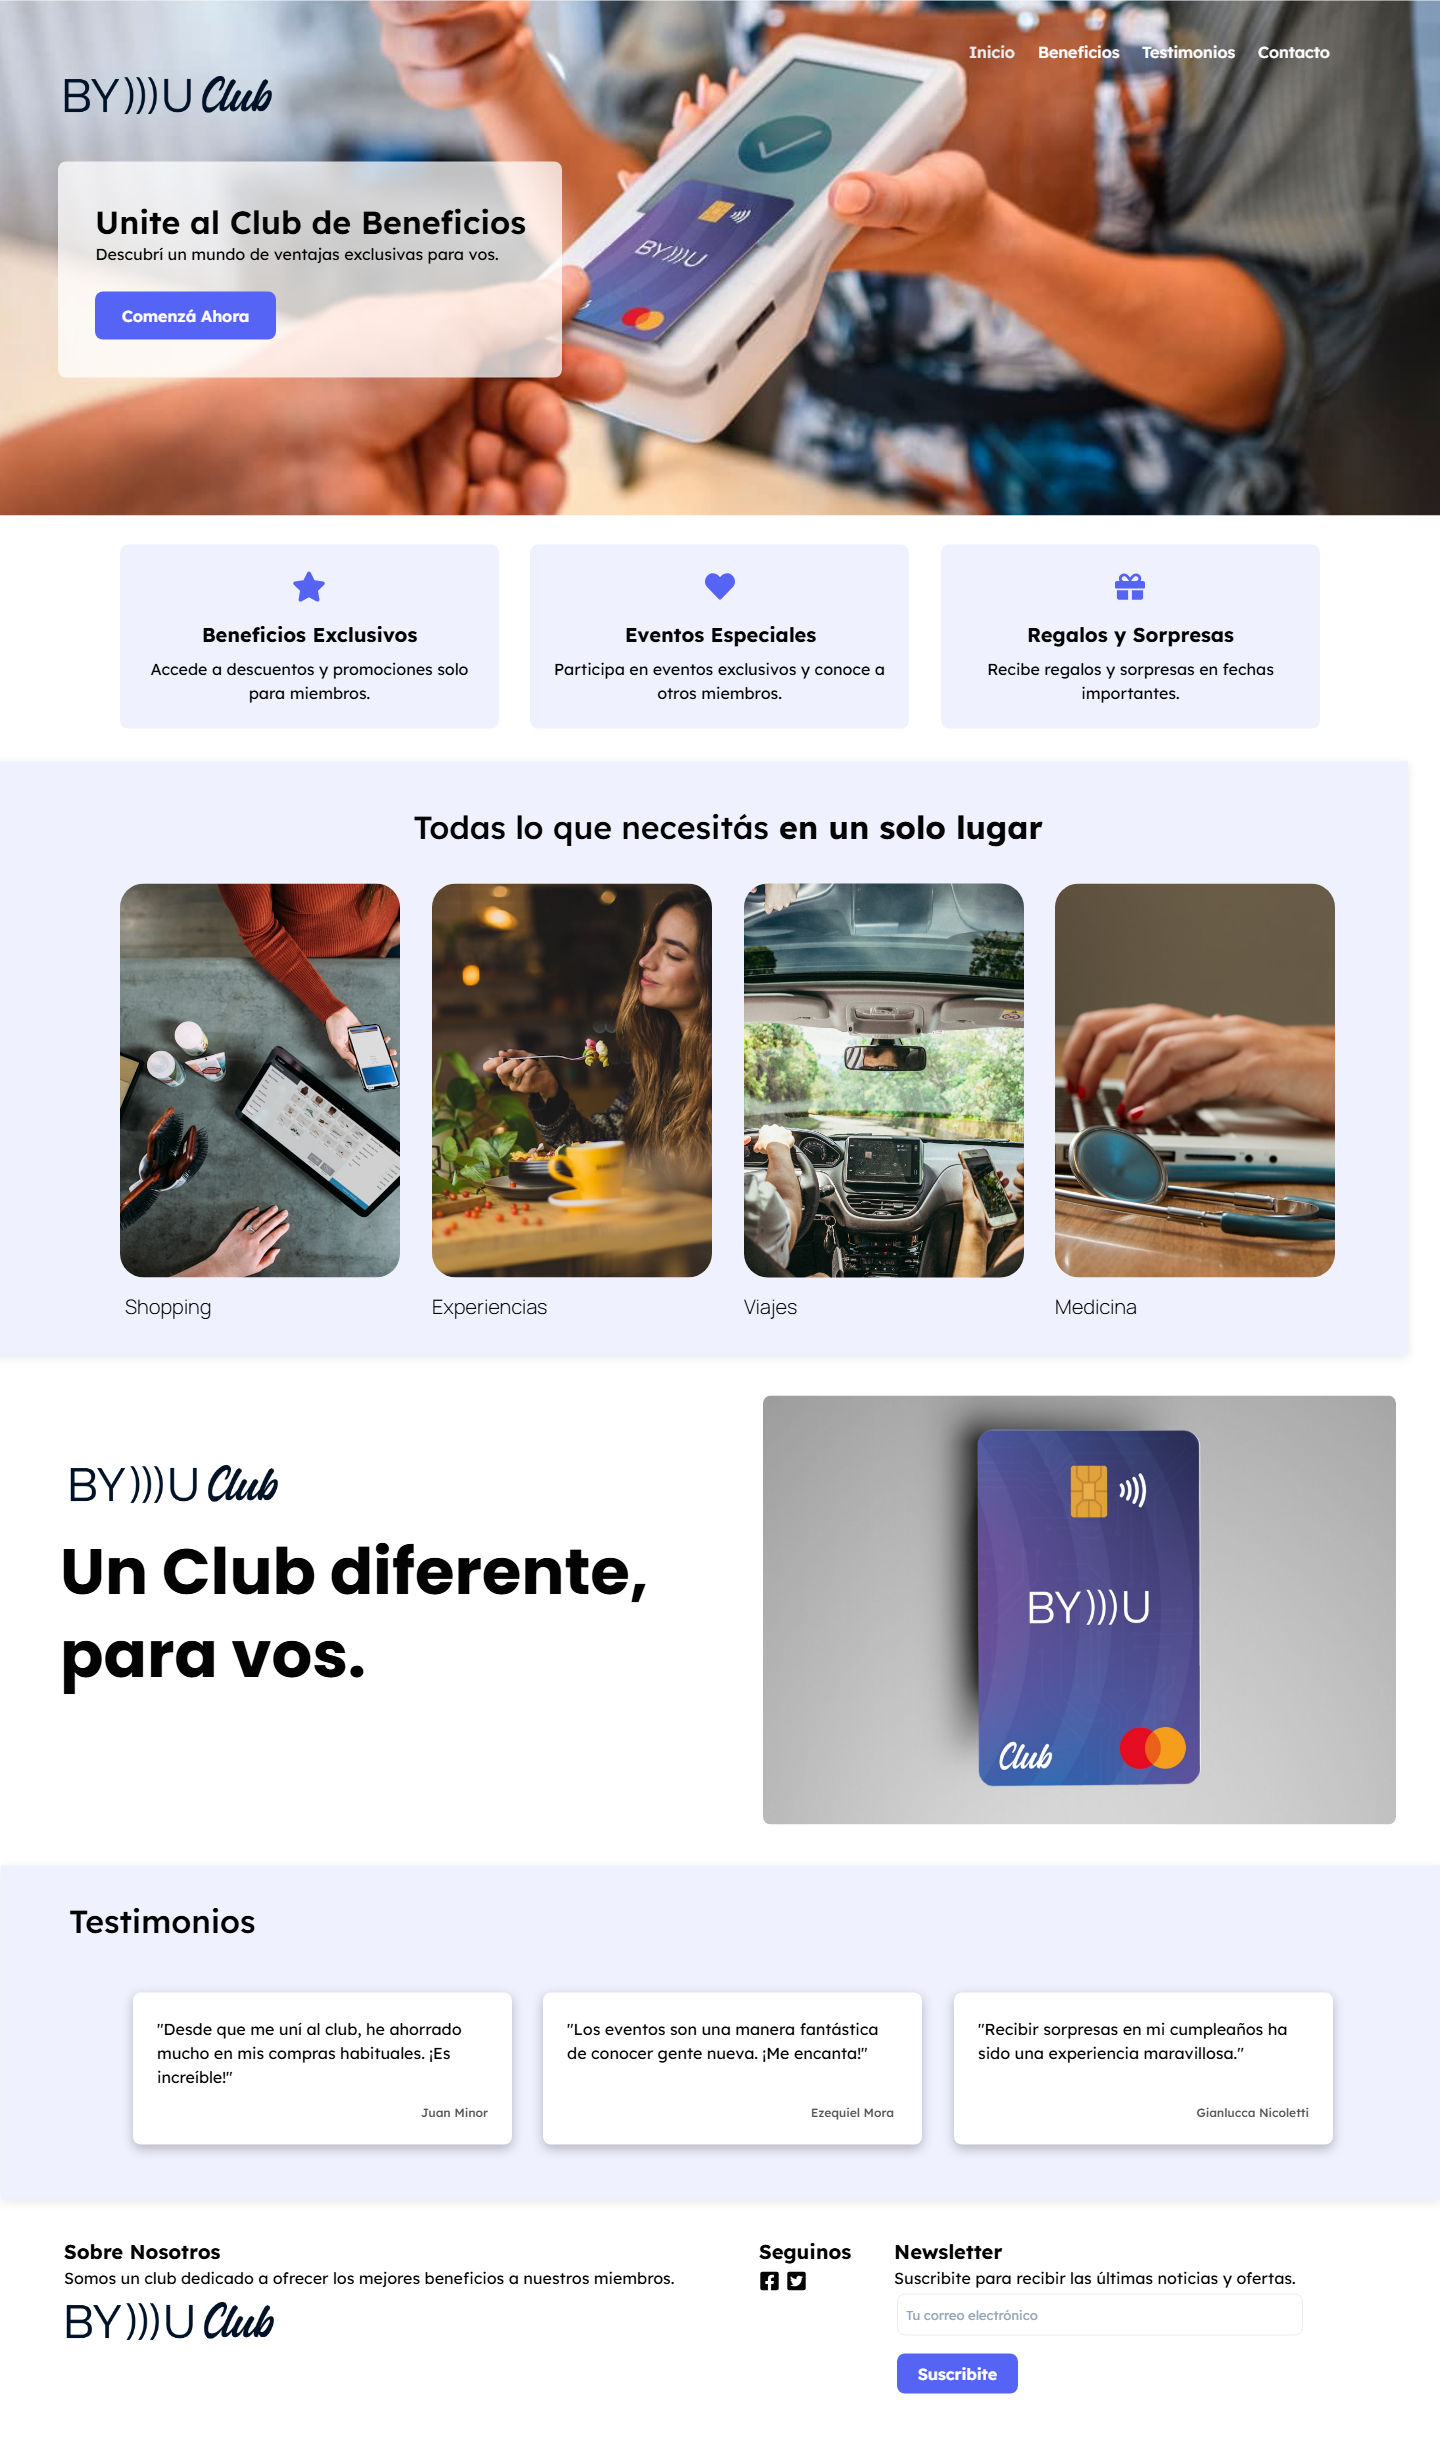 Inicio Beneficios Testimonios Contacto
BY)))U Club
Unite al Club de Beneficios
Descubrí un mundo de ventajas exclusivas para vos.
Comenzá Ahora
BY)))U
Beneficios Exclusivos
Accede a descuentos y promociones solo
para miembros.
Eventos Especiales
Participa en eventos exclusivos y conoce a
otros miembros.
Regalos y Sorpresas
Recibe regalos y sorpresas en fechas
importantes.
Todas lo que necesitás en un solo lugar
Shopping
Experiencias
Viajes
Medicina
BY)))U Club
Un Club diferente,
para vos.
BY)))U
Club
Testimonios
"Desde que me uní al club, he ahorrado
mucho en mis compras habituales. ¡Es
increíble!"
Juan Minor
"Los eventos son una manera fantástica
de conocer gente nueva. ¡Me encanta!"
Ezequiel Mora
"Recibir sorpresas en mi cumpleaños ha
sido una experiencia maravillosa."
Gianlucca Nicoletti
Sobre Nosotros
Somos un club dedicado a ofrecer los mejores beneficios a nuestros miembros.
BY)))U Club
Seguinos
Newsletter
Suscribite para recibir las últimas noticias y ofertas.
Tu correo electrónico
Suscribite